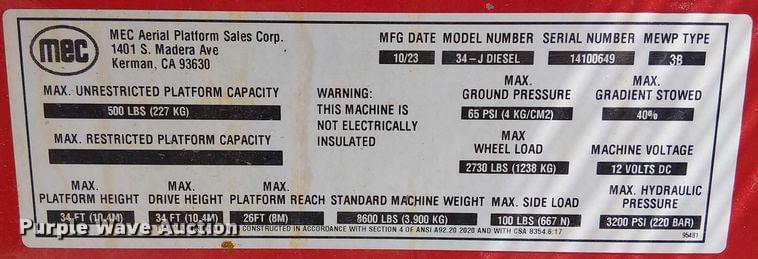 mec
MEC Aerial Platform Sales Corp.
1401 S. Madera Ave
Kerman, CA 93630
MFG DATE MODEL NUMBER SERIAL NUMBER MEWP TYPE
10/23 34-J DIESEL 14100649 3B
MAX. UNRESTRICTED PLATFORM CAPACITY
500 LBS (227 KG)
MAX. RESTRICTED PLATFORM CAPACITY
WARNING:
THIS MACHINE IS
NOT ELECTRICALLY
INSULATED
MAX.
GROUND PRESSURE
65 PSI (4 KG/CM2)
MAX.
GRADIENT STOWED
40%
MAX
WHEEL LOAD
2730 LBS (1238 KG)
MACHINE VOLTAGE
12 VOLTS DC
MAX.
PLATFORM HEIGHT
34 FT (10.4M)
MAX.
DRIVE HEIGHT
34 FT (10.4M)
MAX.
PLATFORM REACH
26FT (8M)
STANDARD MACHINE WEIGHT
8600 LBS (3,900 KG)
MAX. SIDE LOAD
100 LBS (667 N)
MAX. HYDRAULIC
PRESSURE
3200 PSI (220 BAR)
CONSTRUCTED IN ACCORDANCE WITH SECTION 4 OF ANSI A92.20 2020 AND WITH CSA B354.6:17
95481
Purple Wave Auction